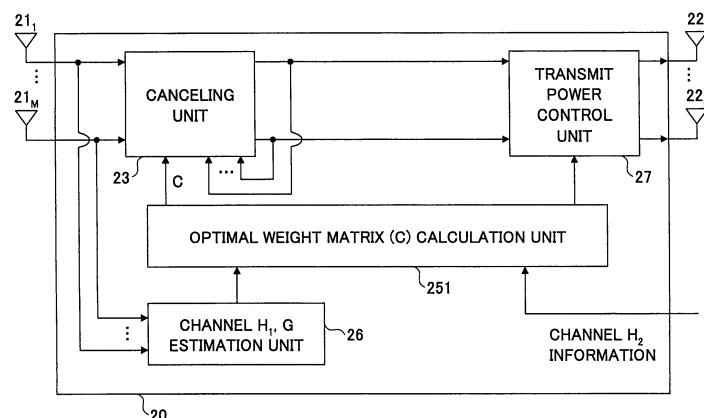 21₁
22
21ₘ
22
CANCELING
UNIT
23
TRANSMIT
POWER
CONTROL
UNIT
27
C
OPTIMAL WEIGHT MATRIX (C) CALCULATION UNIT
251
CHANNEL H₁, G
ESTIMATION UNIT
26
CHANNEL H₂
INFORMATION
20